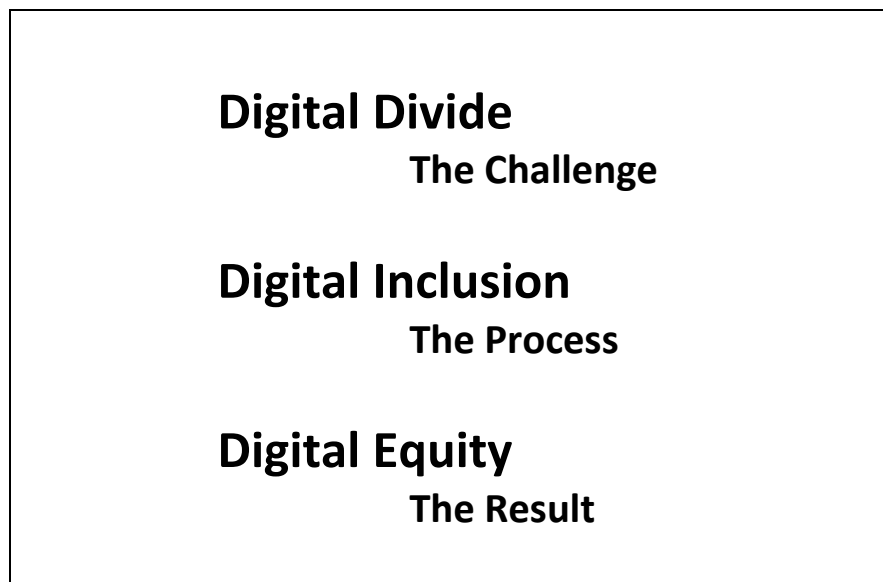 Digital Divide
The Challenge
Digital Inclusion
The Process
Digital Equity
The Result